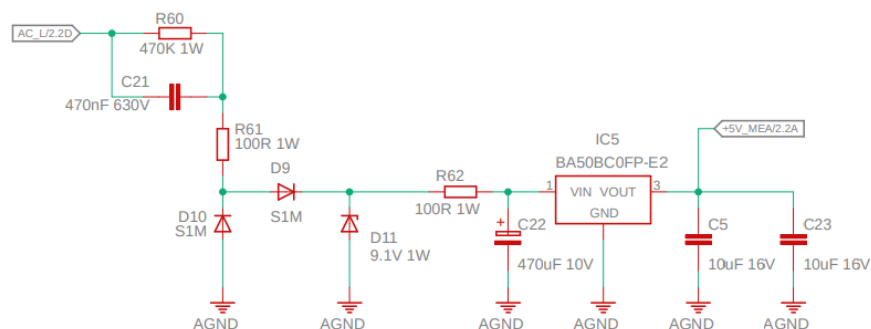 R60
AC_L/2.2D
470K 1W
C21
470nF 630V
R61
100R 1W
D9
S1M
D10
S1M
D11
9.1V 1W
R62
100R 1W
+
C22
470uF 10V
IC5
BA50BC0FP-E2
1
VIN VOUT
3
GND
+5V_MEA/2.2A
C5
10uF 16V
C23
10uF 16V
AGND
AGND
AGND
AGND
AGND
AGND